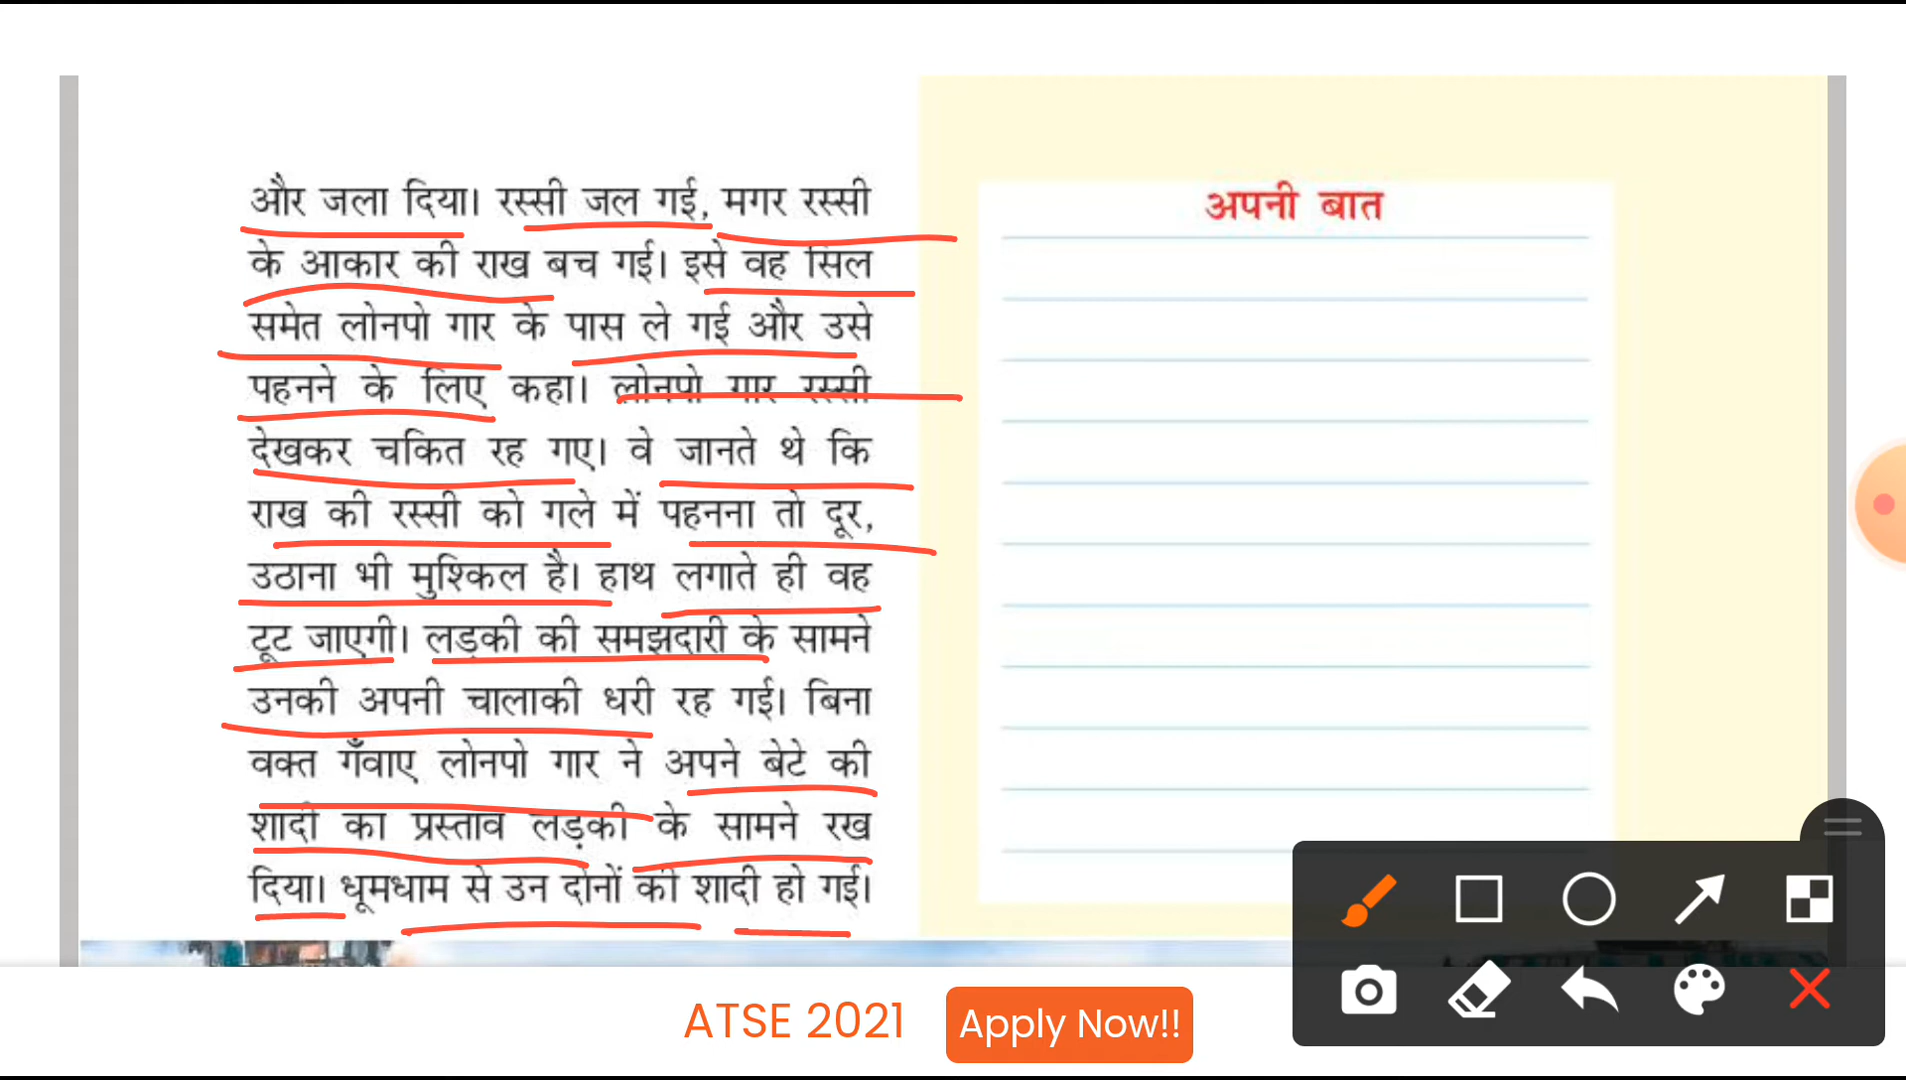 और जला दिया। रस्सी जल गई, मगर रस्सी
के आकार की राख बच गई। इसे वह सिल
समेत लोनपो गार के पास ले गई और उसे
पहनने के लिए कहा। लोनपो गार रस्सी
देखकर चकित रह गए। वे जानते थे कि
राख की रस्सी को गले में पहनना तो दूर,
उठाना भी मुश्किल है। हाथ लगाते ही वह
टूट जाएगी। लड़की की समझदारी के सामने
उनकी अपनी चालाकी धरी रह गई। बिना
वक्त गँवाए लोनपो गार ने अपने बेटे की
शादी का प्रस्ताव लड़की के सामने रख
दिया। धूमधाम से उन दोनों की शादी हो गई।
अपनी बात
ATSE 2021
Apply Now!!